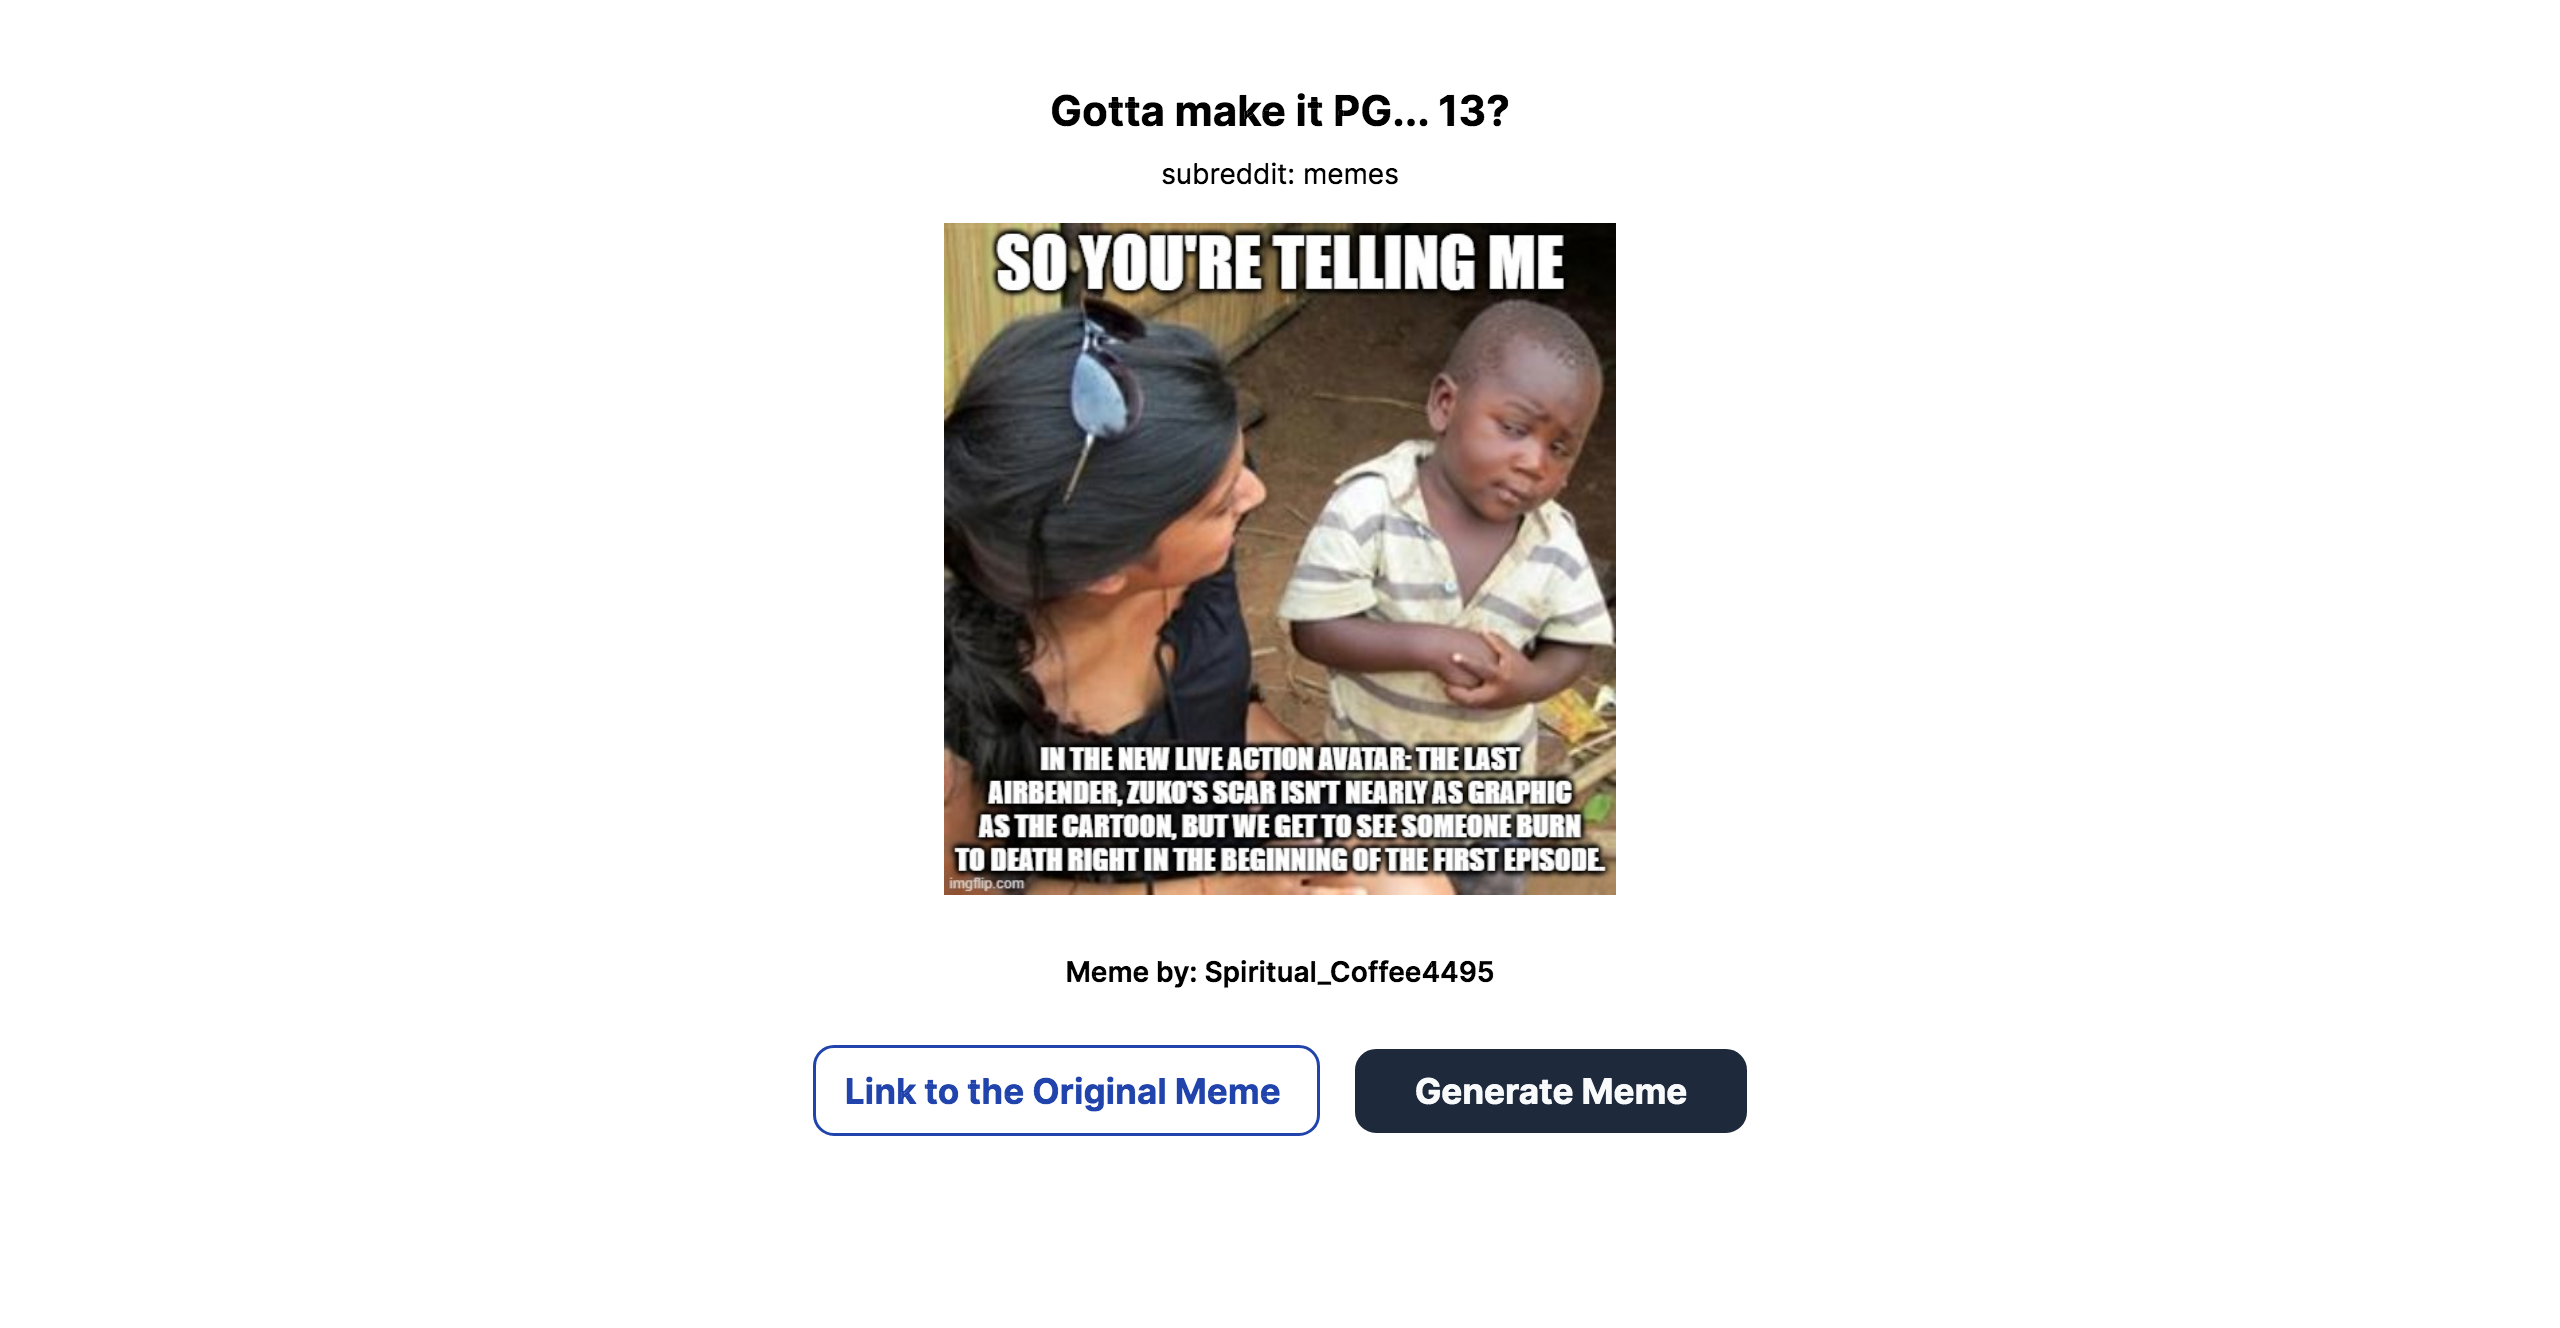 Gotta make it PG... 13?
subreddit: memes
SO YOU'RE TELLING ME
IN THE NEW LIVE ACTION AVATAR: THE LAST
AIRBENDER, ZUKO'S SCAR ISN'T NEARLY AS GRAPHIC
AS THE CARTOON, BUT WE GET TO SEE SOMEONE BURN
TO DEATH RIGHT IN THE BEGINNING OF THE FIRST EPISODE.
imgflip.com
Meme by: Spiritual_Coffee4495
Link to the Original Meme
Generate Meme